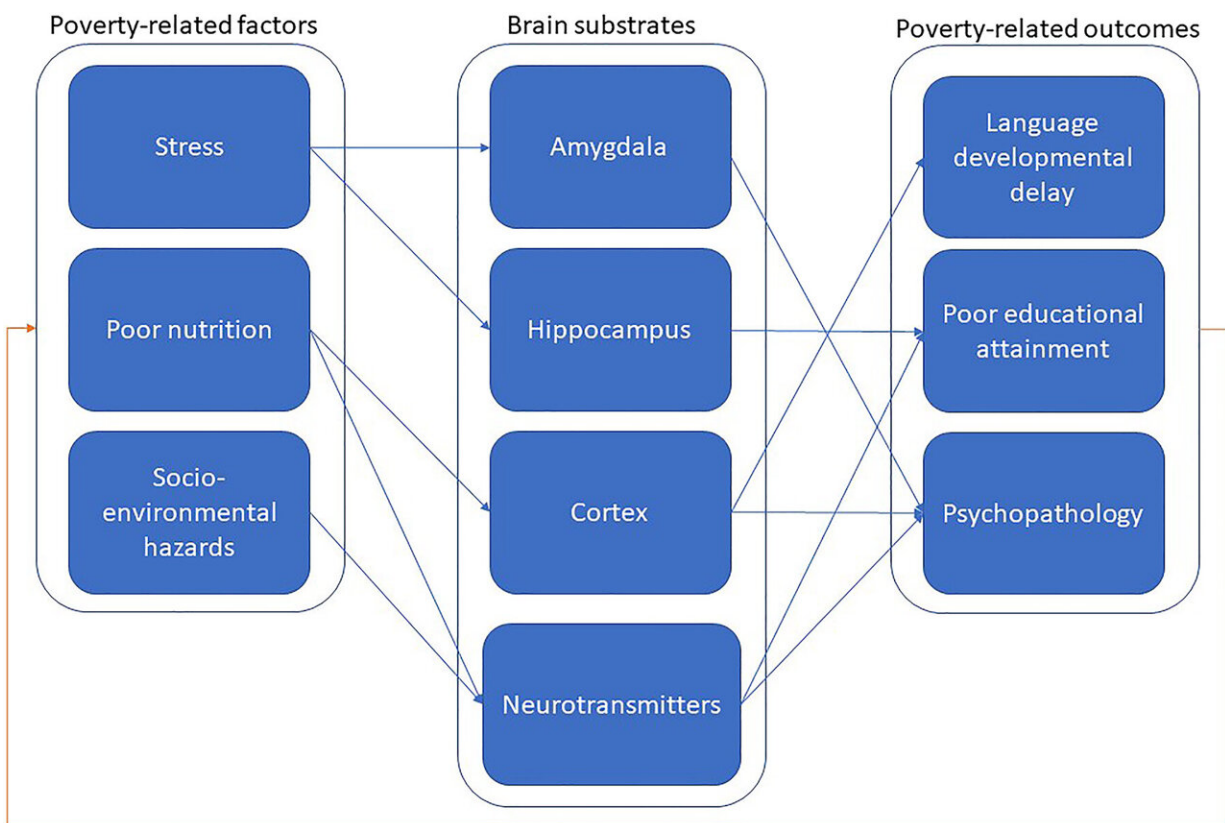 Poverty-related factors
Stress
Poor nutrition
Socio-
environmental
hazards
Brain substrates
Amygdala
Hippocampus
Cortex
Neurotransmitters
Poverty-related outcomes
Language
developmental
delay
Poor educational
attainment
Psychopathology